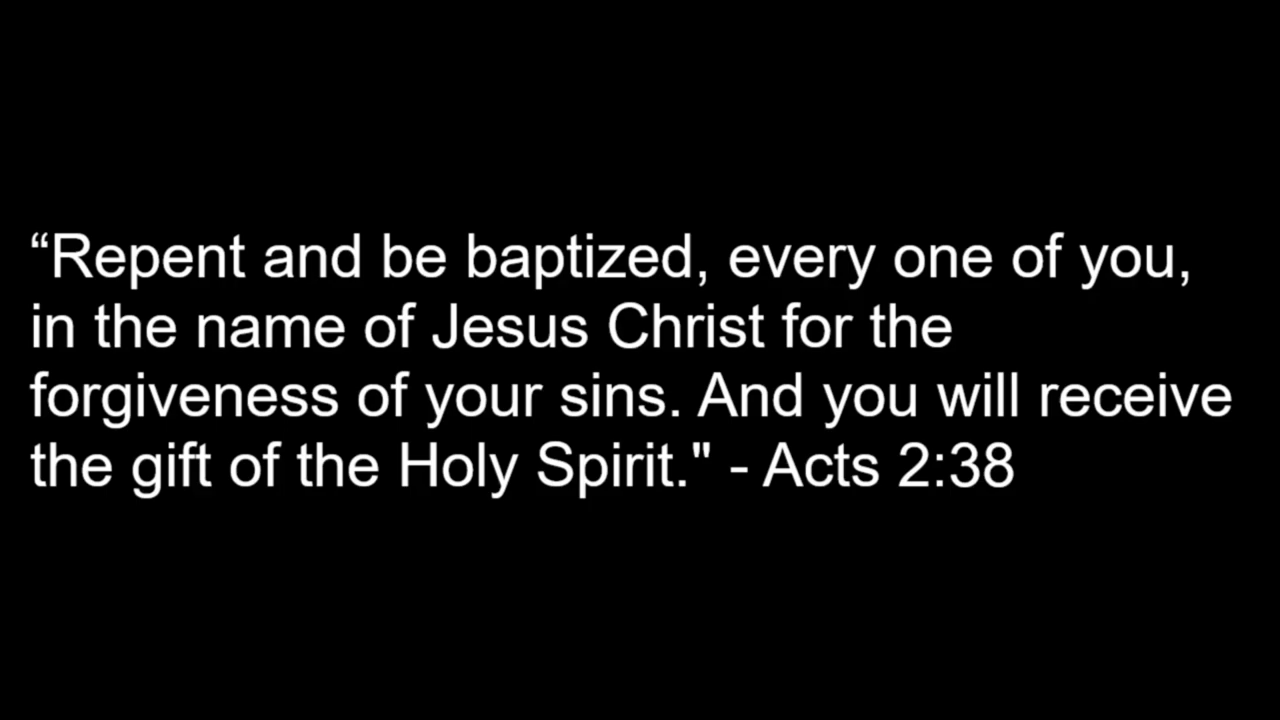 “Repent and be baptized, every one of you,
in the name of Jesus Christ for the
forgiveness of your sins. And you will receive
the gift of the Holy Spirit." - Acts 2:38